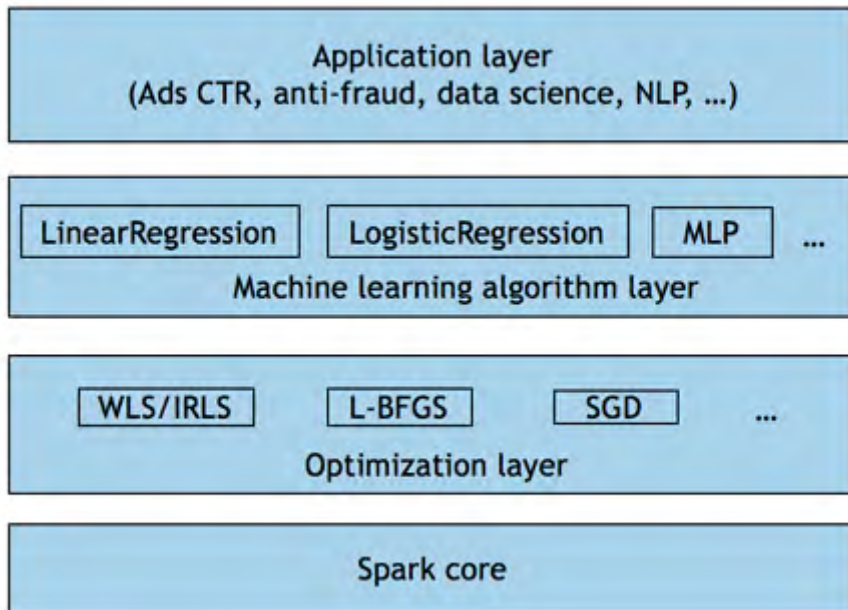 Application layer
(Ads CTR, anti-fraud, data science, NLP, ...)
LinearRegression LogisticRegression MLP ...
Machine learning algorithm layer
WLS/IRLS L-BFGS SGD ...
Optimization layer
Spark core